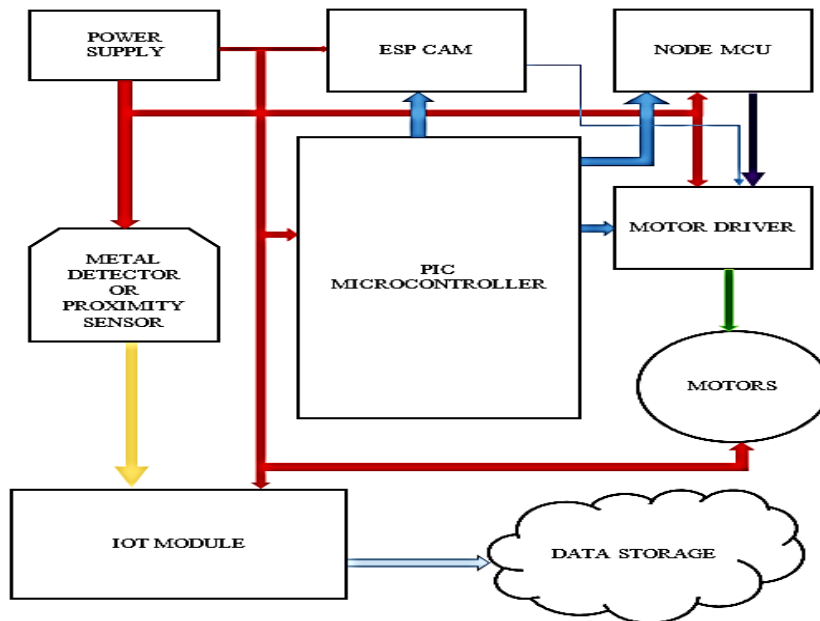 POWER
SUPPLY
ESP CAM
NODE MCU
METAL
DETECTOR
OR
PROXIMITY
SENSOR
PIC
MICROCONTROLLER
MOTOR DRIVER
MOTORS
IOT MODULE
DATA STORAGE